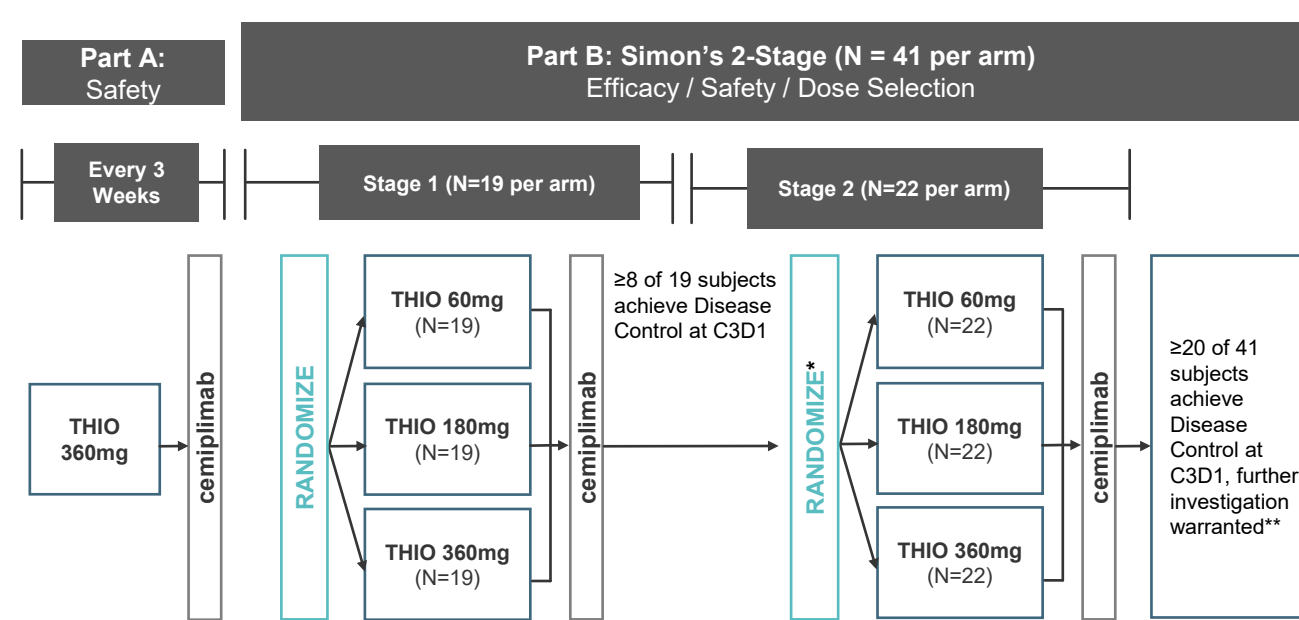 Part A:
Safety
Part B: Simon's 2-Stage (N = 41 per arm)
Efficacy / Safety / Dose Selection
Every 3
Weeks
Stage 1 (N=19 per arm)
Stage 2 (N=22 per arm)
THIO
360mg
cemiplimab
RANDOMIZE
THIO 60mg
(N=19)
THIO 180mg
(N=19)
THIO 360mg
(N=19)
cemiplimab
≥8 of 19 subjects
achieve Disease
Control at C3D1
RANDOMIZE*
THIO 60mg
(N=22)
THIO 180mg
(N=22)
THIO 360mg
(N=22)
cemiplimab
≥20 of 41
subjects
achieve
Disease
Control at
C3D1, further
investigation
warranted**